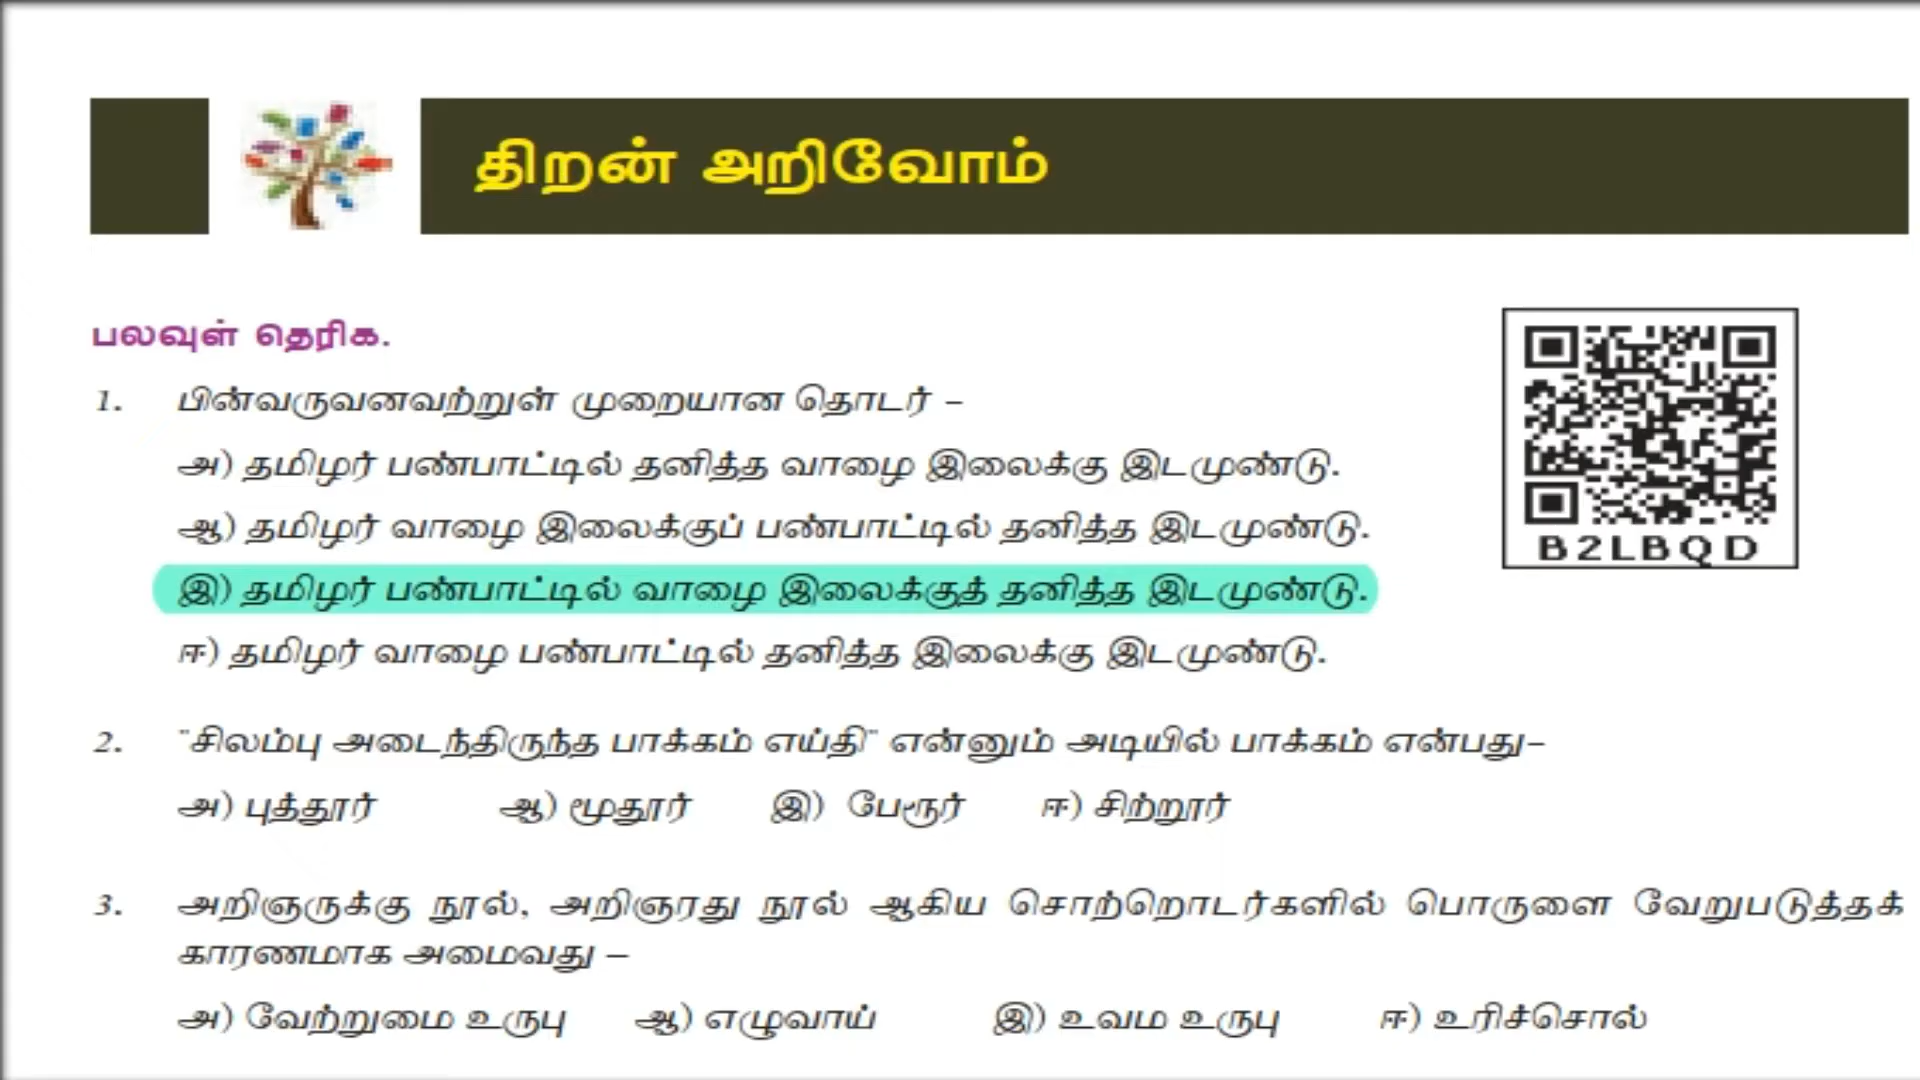 திறன் அறிவோம்
பலவுள் தெரிக.
1. பின்வருவனவற்றுள் முறையான தொடர் –
அ) தமிழர் பண்பாட்டில் தனித்த வாழை இலைக்கு இடமுண்டு.
ஆ) தமிழர் வாழை இலைக்குப் பண்பாட்டில் தனித்த இடமுண்டு.
இ) தமிழர் பண்பாட்டில் வாழை இலைக்குத் தனித்த இடமுண்டு.
ஈ) தமிழர் வாழை பண்பாட்டில் தனித்த இலைக்கு இடமுண்டு.
B2LBQD
2. "சிலம்பு அடைந்திருந்த பாக்கம் எய்தி" என்னும் அடியில் பாக்கம் என்பது–
அ) புத்தூர் ஆ) மூதூர் இ) பேரூர் ஈ) சிற்றூர்
3. அறிஞருக்கு நூல், அறிஞரது நூல் ஆகிய சொற்றொடர்களில் பொருளை வேறுபடுத்தக்
காரணமாக அமைவது –
அ) வேற்றுமை உருபு ஆ) எழுவாய் இ) உவம உருபு ஈ) உரிச்சொல்